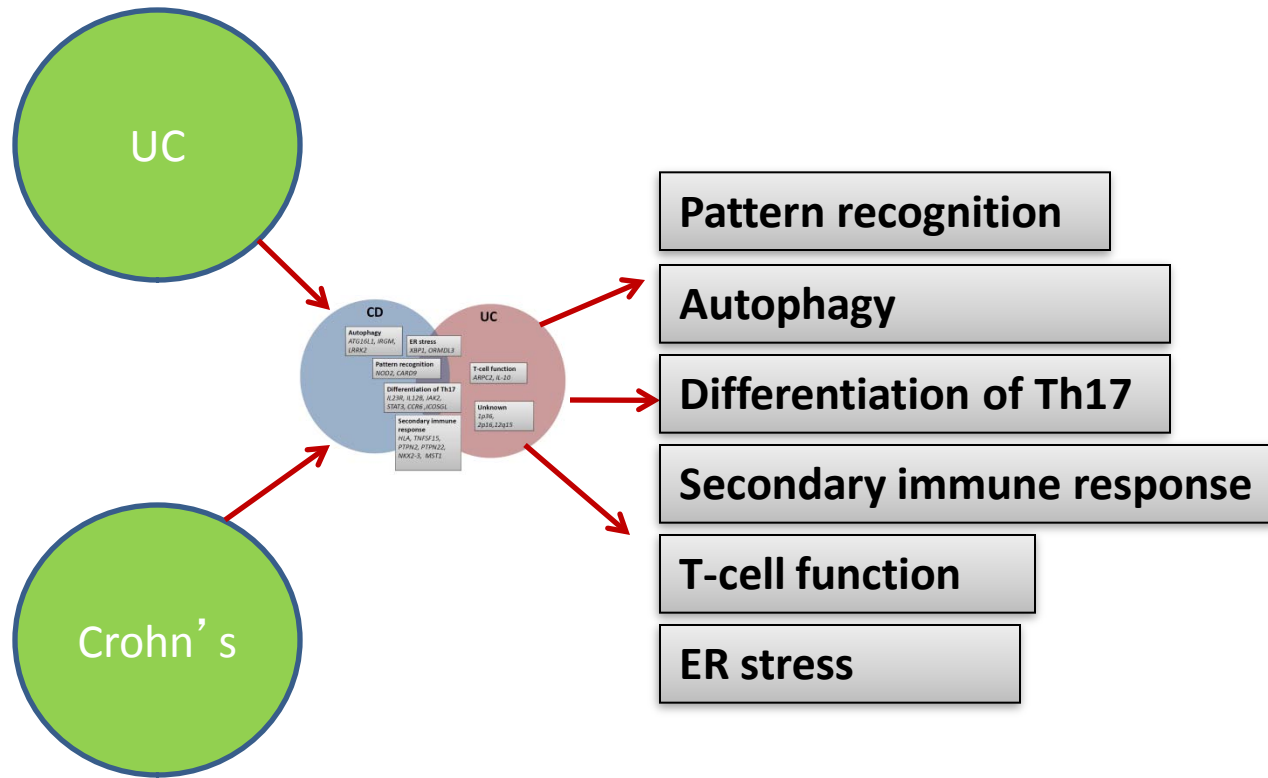 UC
Crohn’s
CD
UC
Autophagy
ATG16L1, IRGM,
LRRK2
ER stress
XBP1, ORMDL3
Pattern recognition
NOD2, CARD9
T-cell function
ARPC2, IL-10
Differentiation of Th17
IL23R, IL12B, JAK2,
STAT3, CCR6 ,ICOSGL
Unknown
1p36,
2p16,12q15
Secondary immune
response
HLA, TNFSF15,
PTPN2, PTPN22,
NKX2-3, MST1
Pattern recognition
Autophagy
Differentiation of Th17
Secondary immune response
T-cell function
ER stress